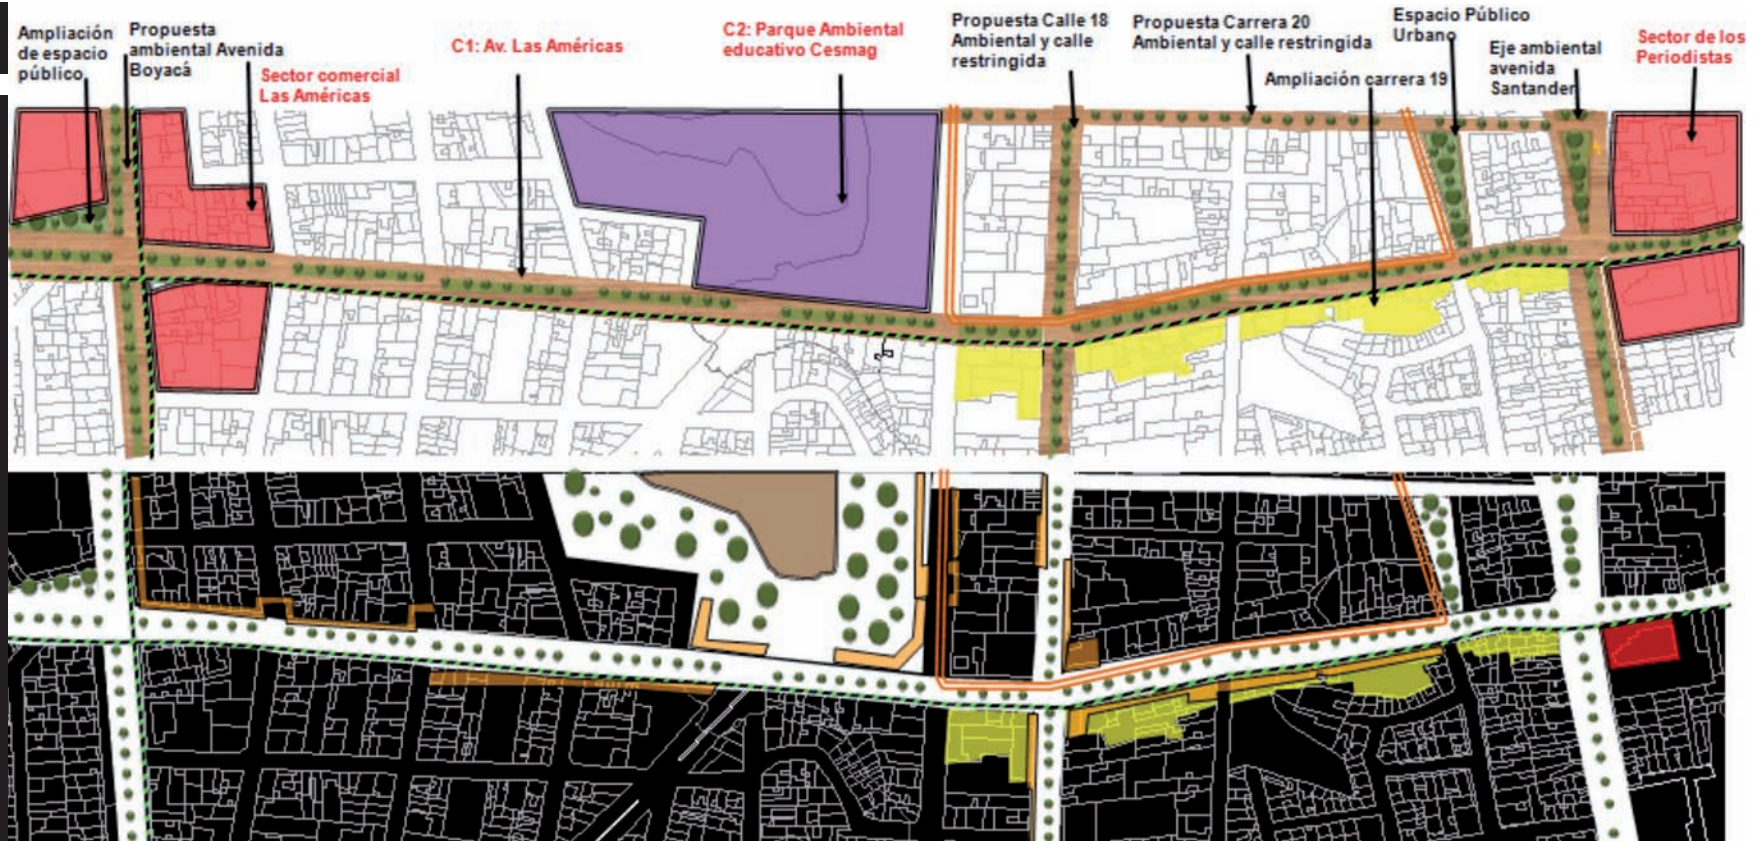 Ampliación
de espacio
público
Propuesta
ambiental Avenida
Boyacá
Sector comercial
Las Américas
C1: Av. Las Américas
C2: Parque Ambiental
educativo Cesmag
Propuesta Calle 18
Ambiental y calle
restringida
Propuesta Carrera 20
Ambiental y calle restringida
Ampliación carrera 19
Espacio Público
Urbano
Eje ambiental
avenida
Santander
Sector de los
Periodistas